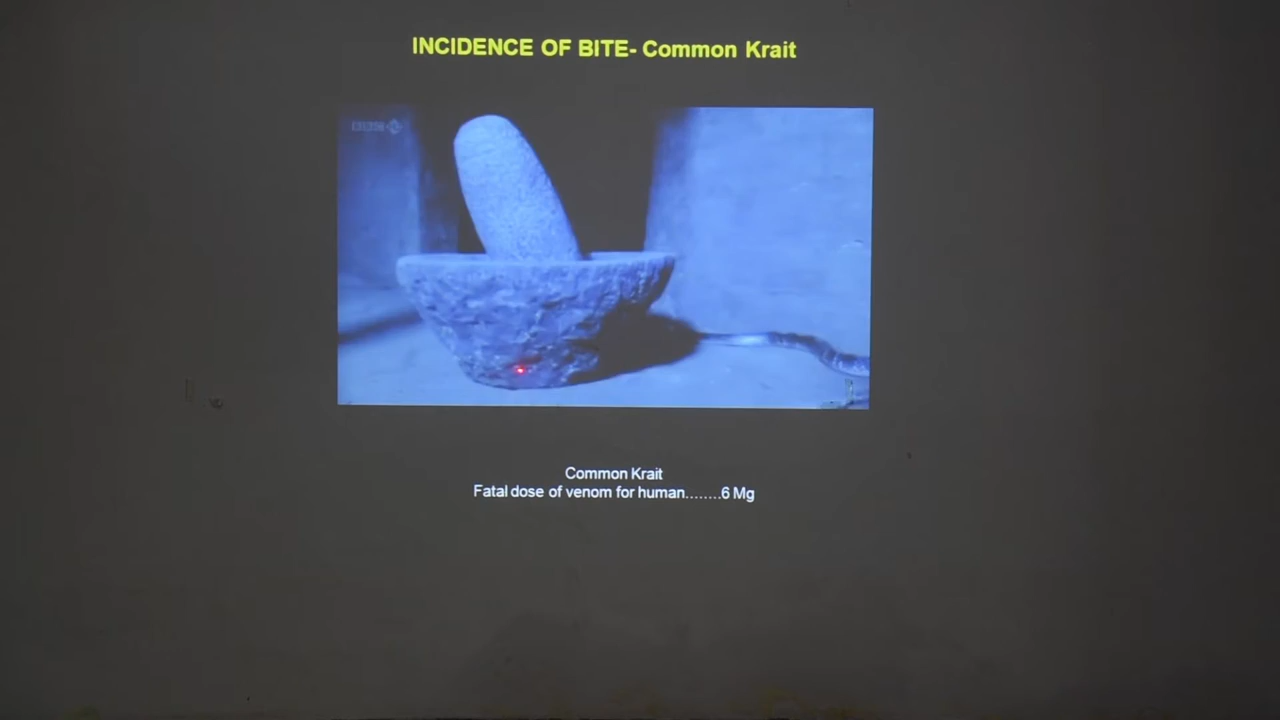 INCIDENCE OF BITE- Common Krait
Common Krait
Fatal dose of venom for human........6 Mg